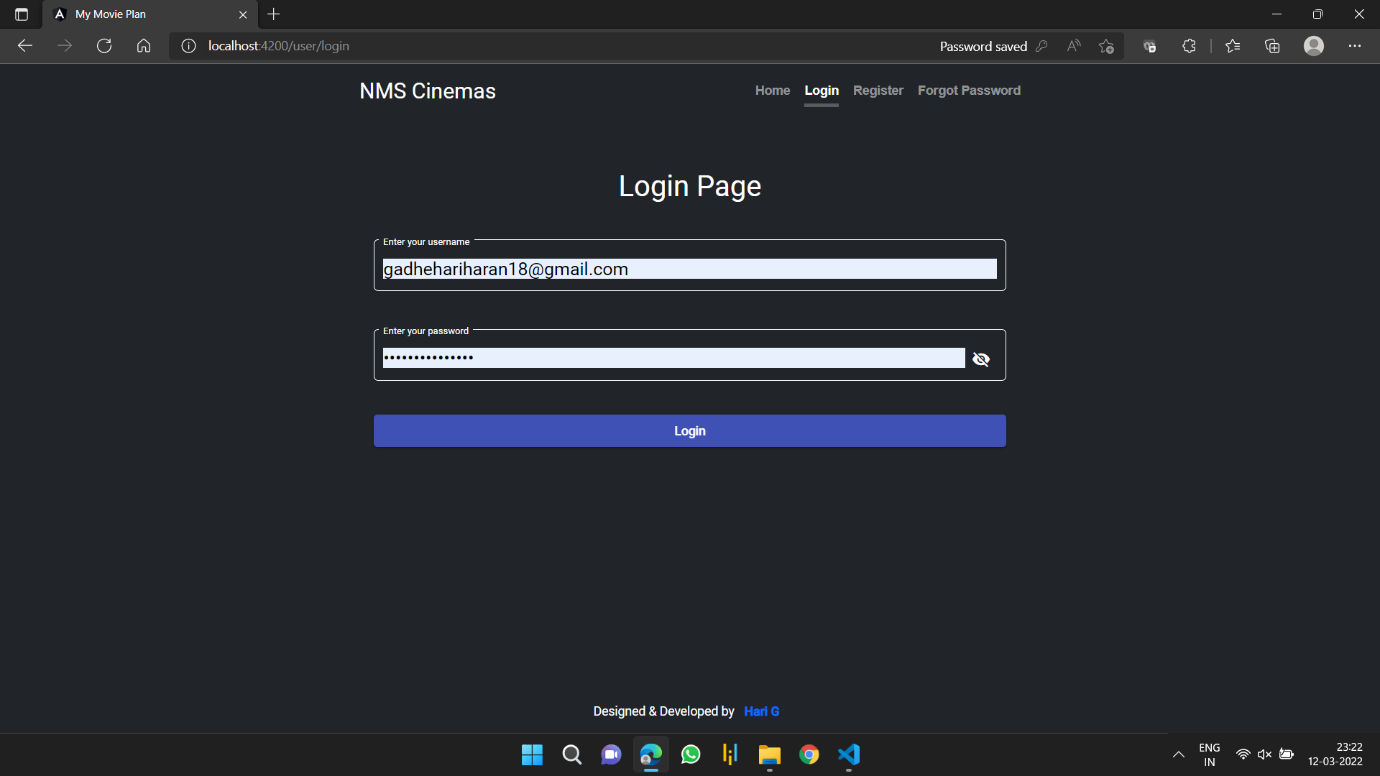 My Movie Plan
localhost:4200/user/login
Password saved
NMS Cinemas
Home Login Register Forgot Password
Login Page
Enter your username
gadhehariharan18@gmail.com
Enter your password
•••••••••••••••
Login
Designed & Developed by Hari G
ENG
IN
23:22
12-03-2022